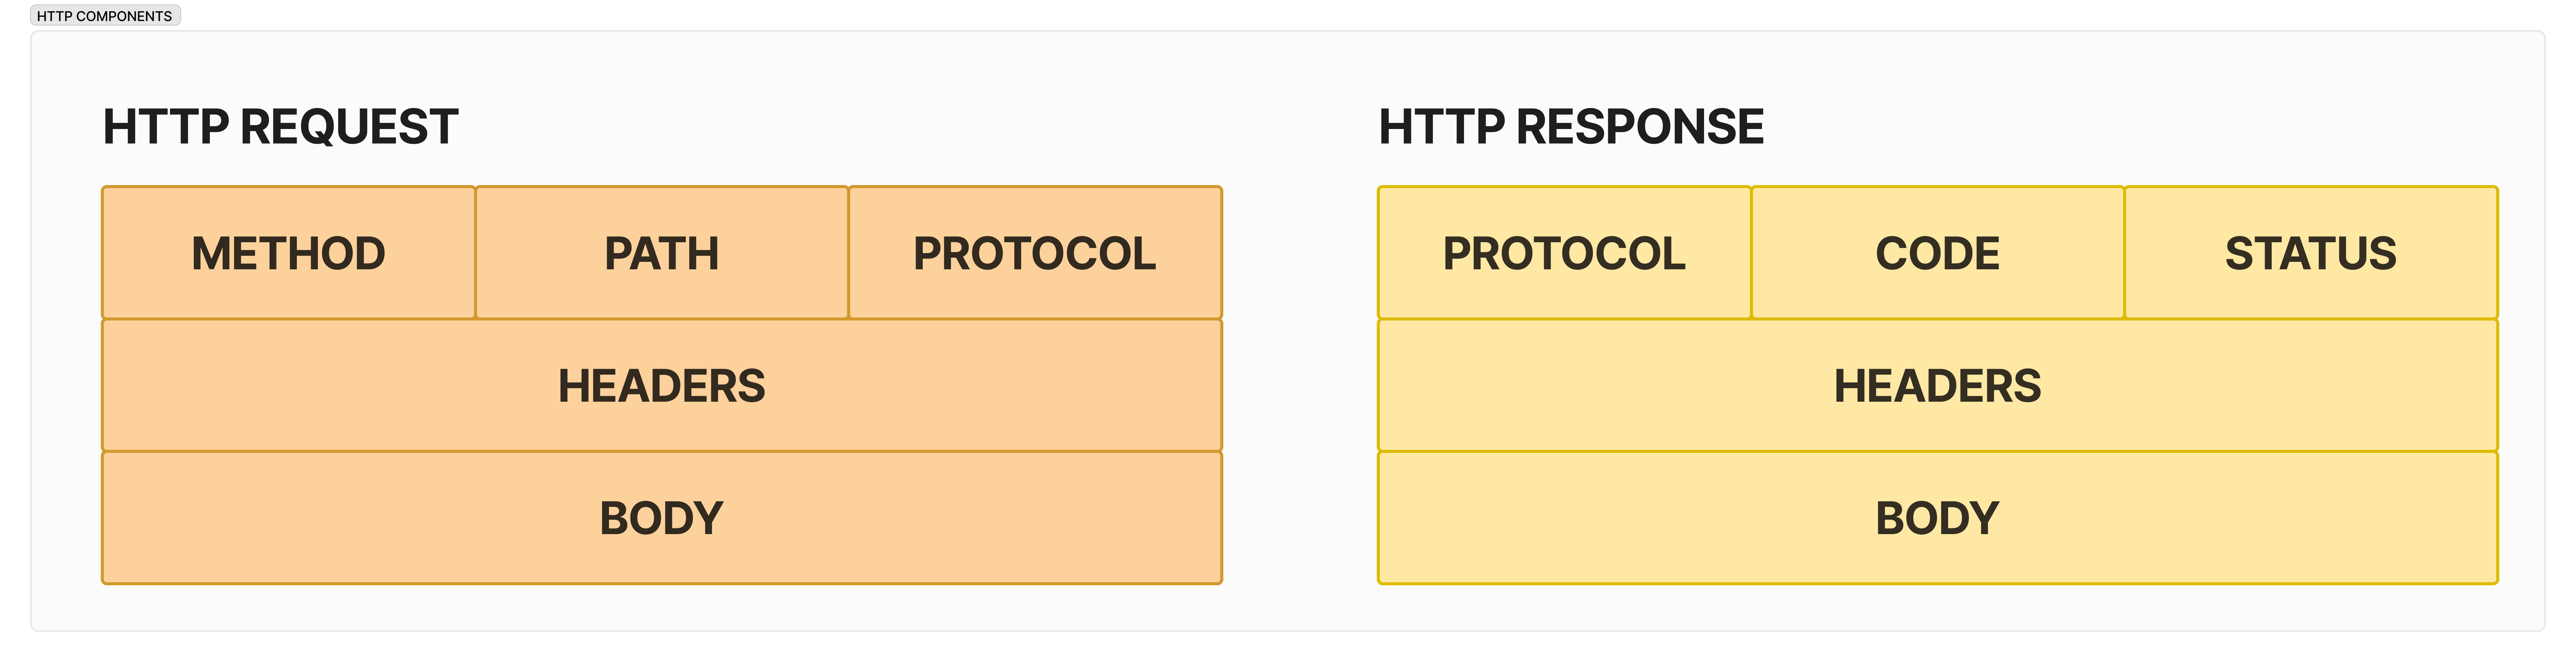 HTTP COMPONENTS
HTTP REQUEST
METHOD PATH PROTOCOL
HEADERS
BODY
HTTP RESPONSE
PROTOCOL CODE STATUS
HEADERS
BODY